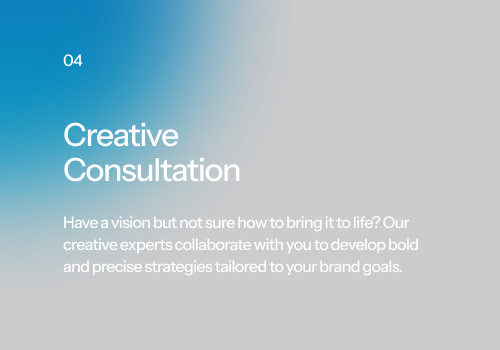 04
Creative
Consultation
Have a vision but not sure how to bring it to life? Our
creative experts collaborate with you to develop bold
and precise strategies tailored to your brand goals.